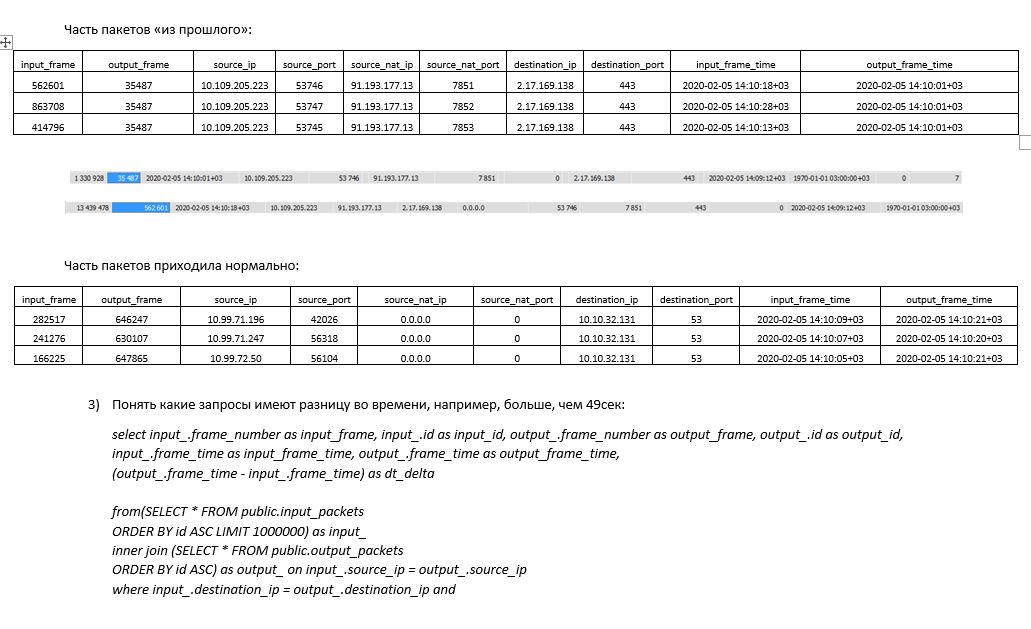 Часть пакетов «из прошлого»:
input_frame output_frame source_ip source_port source_nat_ip source_nat_port destination_ip destination_port input_frame_time output_frame_time
562601 35487 10.109.205.223 53746 91.193.177.13 7851 2.17.169.138 443 2020-02-05 14:10:18+03 2020-02-05 14:10:01+03
863708 35487 10.109.205.223 53747 91.193.177.13 7852 2.17.169.138 443 2020-02-05 14:10:28+03 2020-02-05 14:10:01+03
414796 35487 10.109.205.223 53745 91.193.177.13 7853 2.17.169.138 443 2020-02-05 14:10:13+03 2020-02-05 14:10:01+03
1 330 928 35 487 2020-02-05 14:10:01+03 10.109.205.223 53 746 91.193.177.13 7 851 0 2.17.169.138 443 2020-02-05 14:09:12+03 1970-01-01 03:00:00+03 0 7
13 439 478 562 601 2020-02-05 14:10:18+03 10.109.205.223 91.193.177.13 2.17.169.138 0.0.0.0 53 746 7 851 443 0 2020-02-05 14:09:12+03 1970-01-01 03:00:00+03
Часть пакетов приходила нормально:
input_frame output_frame source_ip source_port source_nat_ip source_nat_port destination_ip destination_port input_frame_time output_frame_time
282517 646247 10.99.71.196 42026 0.0.0.0 0 10.10.32.131 53 2020-02-05 14:10:09+03 2020-02-05 14:10:21+03
241276 630107 10.99.71.247 56318 0.0.0.0 0 10.10.32.131 53 2020-02-05 14:10:07+03 2020-02-05 14:10:20+03
166225 647865 10.99.72.50 56104 0.0.0.0 0 10.10.32.131 53 2020-02-05 14:10:05+03 2020-02-05 14:10:21+03
3) Понять какие запросы имеют разницу во времени, например, больше, чем 49сек:
select input_.frame_number as input_frame, input_.id as input_id, output_.frame_number as output_frame, output_.id as output_id,
input_.frame_time as input_frame_time, output_.frame_time as output_frame_time,
(output_.frame_time - input_.frame_time) as dt_delta
from(SELECT * FROM public.input_packets
ORDER BY id ASC LIMIT 1000000) as input_
inner join (SELECT * FROM public.output_packets
ORDER BY id ASC) as output_ on input_.source_ip = output_.source_ip
where input_.destination_ip = output_.destination_ip and